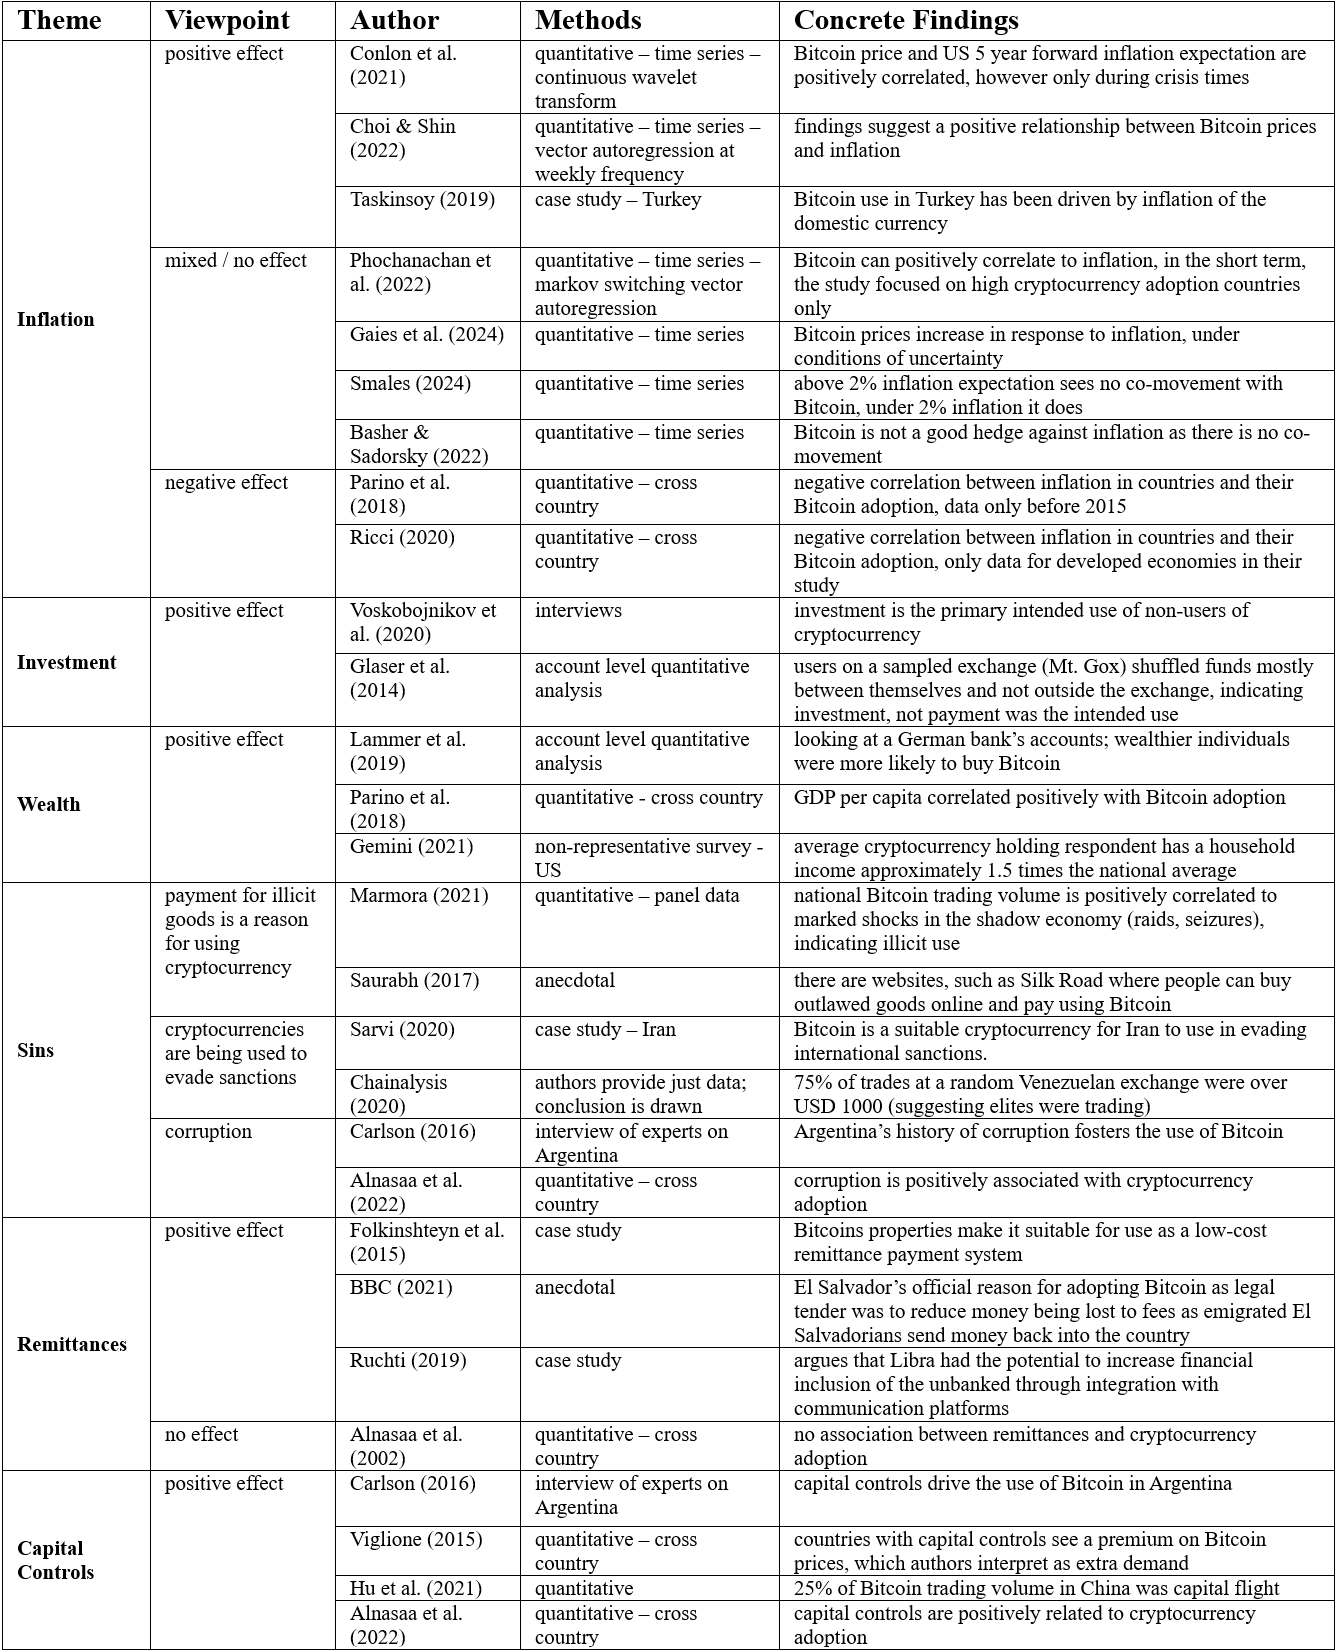 Theme Viewpoint Author Methods Concrete Findings
Inflation
positive effect
Conlon et al.
(2021)
quantitative – time series –
continuous wavelet
transform
Bitcoin price and US 5 year forward inflation expectation are
positively correlated, however only during crisis times
Choi & Shin
(2022)
quantitative – time series –
vector autoregression at
weekly frequency
findings suggest a positive relationship between Bitcoin prices
and inflation
Taskinsoy (2019)
case study – Turkey
Bitcoin use in Turkey has been driven by inflation of the
domestic currency
mixed / no effect
Phochanachan et
al. (2022)
quantitative – time series –
markov switching vector
autoregression
Bitcoin can positively correlate to inflation, in the short term,
the study focused on high cryptocurrency adoption countries
only
Gaies et al. (2024)
quantitative – time series
Bitcoin prices increase in response to inflation, under
conditions of uncertainty
Smales (2024)
quantitative – time series
above 2% inflation expectation sees no co-movement with
Bitcoin, under 2% inflation it does
Basher &
Sadorsky (2022)
quantitative – time series
Bitcoin is not a good hedge against inflation as there is no co-
movement
negative effect
Parino et al.
(2018)
quantitative – cross
country
negative correlation between inflation in countries and their
Bitcoin adoption, data only before 2015
Ricci (2020)
quantitative – cross
country
negative correlation between inflation in countries and their
Bitcoin adoption, only data for developed economies in their
study
Investment
positive effect
Voskobojnikov et
al. (2020)
interviews
investment is the primary intended use of non-users of
cryptocurrency
Glaser et al.
(2014)
account level quantitative
analysis
users on a sampled exchange (Mt. Gox) shuffled funds mostly
between themselves and not outside the exchange, indicating
investment, not payment was the intended use
Wealth
positive effect
Lammer et al.
(2019)
account level quantitative
analysis
looking at a German bank’s accounts; wealthier individuals
were more likely to buy Bitcoin
Parino et al.
(2018)
quantitative - cross country
GDP per capita correlated positively with Bitcoin adoption
Gemini (2021)
non-representative survey -
US
average cryptocurrency holding respondent has a household
income approximately 1.5 times the national average
Sins
payment for illicit
goods is a reason
for using
cryptocurrency
Marmora (2021)
quantitative – panel data
national Bitcoin trading volume is positively correlated to
marked shocks in the shadow economy (raids, seizures),
indicating illicit use
Saurabh (2017)
anecdotal
there are websites, such as Silk Road where people can buy
outlawed goods online and pay using Bitcoin
cryptocurrencies
are being used to
evade sanctions
Sarvi (2020)
case study – Iran
Bitcoin is a suitable cryptocurrency for Iran to use in evading
international sanctions.
Chainalysis
(2020)
authors provide just data;
conclusion is drawn
75% of trades at a random Venezuelan exchange were over
USD 1000 (suggesting elites were trading)
corruption
Carlson (2016)
interview of experts on
Argentina
Argentina’s history of corruption fosters the use of Bitcoin
Alnasaa et al.
(2022)
quantitative – cross
country
corruption is positively associated with cryptocurrency
adoption
Remittances
positive effect
Folkinshteyn et al.
(2015)
case study
Bitcoins properties make it suitable for use as a low-cost
remittance payment system
BBC (2021)
anecdotal
El Salvador’s official reason for adopting Bitcoin as legal
tender was to reduce money being lost to fees as emigrated El
Salvadorians send money back into the country
Ruchti (2019)
case study
argues that Libra had the potential to increase financial
inclusion of the unbanked through integration with
communication platforms
no effect
Alnasaa et al.
(2002)
quantitative – cross
country
no association between remittances and cryptocurrency
adoption
Capital
Controls
positive effect
Carlson (2016)
interview of experts on
Argentina
capital controls drive the use of Bitcoin in Argentina
Viglione (2015)
quantitative – cross
country
countries with capital controls see a premium on Bitcoin
prices, which authors interpret as extra demand
Hu et al. (2021)
quantitative
25% of Bitcoin trading volume in China was capital flight
Alnasaa et al.
(2022)
quantitative – cross
country
capital controls are positively related to cryptocurrency
adoption